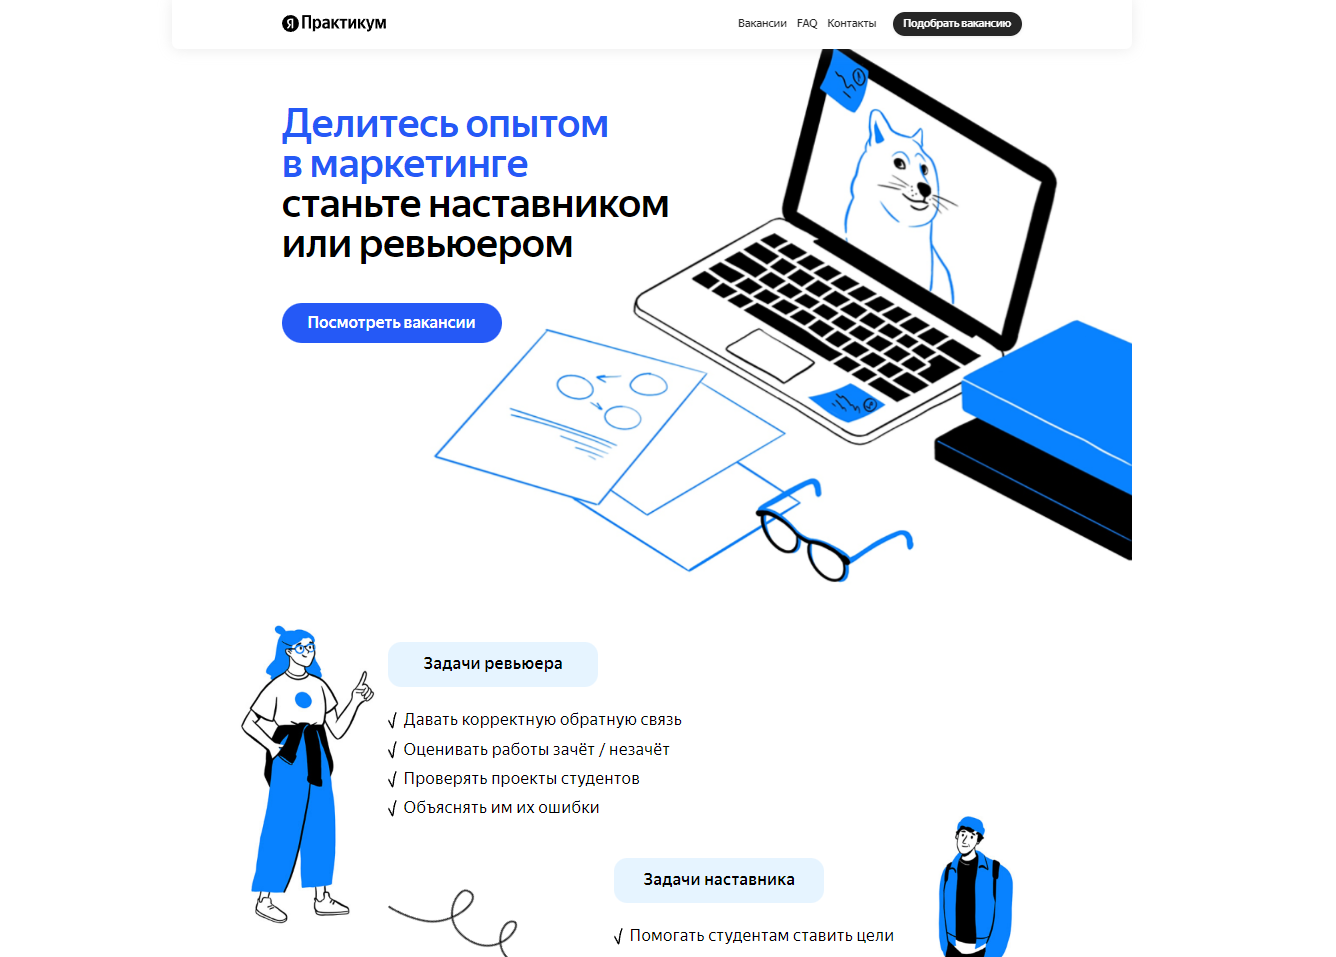 Я Практикум
Вакансии FAQ Контакты Подобрать вакансию
Делитесь опытом
в маркетинге
станьте наставником
или ревьюером
Посмотреть вакансии
Задачи ревьюера
Давать корректную обратную связь
Оценивать работы зачёт / незачёт
Проверять проекты студентов
Объяснять им их ошибки
Задачи наставника
Помогать студентам ставить цели